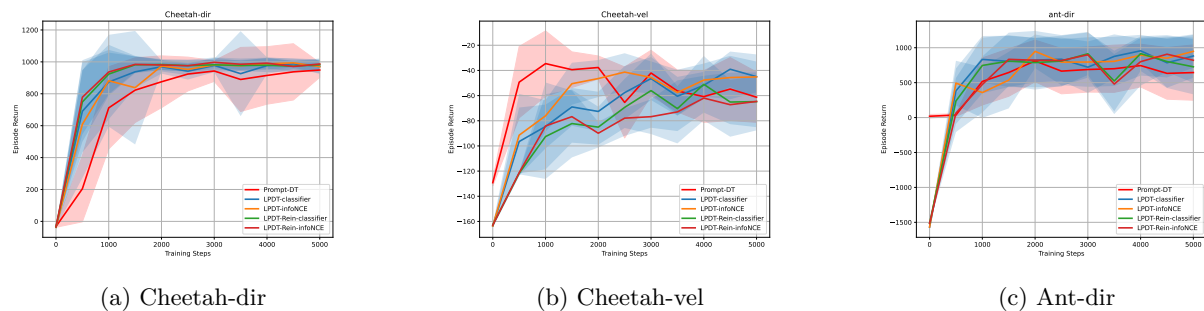 Cheetah-dir
1200
1000
800
600
400
200
0
Episode Return
0 1000 2000 3000 4000 5000
Training Steps
Prompt-DT
LPDT-classifier
LPDT-infoNCE
LPDT-Rein-classifier
LPDT-Rein-infoNCE
(a) Cheetah-dir
Cheetah-vel
−20
−40
−60
−80
−100
−120
−140
−160
Episode Return
0 1000 2000 3000 4000 5000
Training Steps
Prompt-DT
LPDT-classifier
LPDT-infoNCE
LPDT-Rein-classifier
LPDT-Rein-infoNCE
(b) Cheetah-vel
ant-dir
1000
500
0
−500
−1000
−1500
Episode Return
0 1000 2000 3000 4000 5000
Training Steps
Prompt-DT
LPDT-classifier
LPDT-infoNCE
LPDT-Rein-classifier
LPDT-Rein-infoNCE
(c) Ant-dir